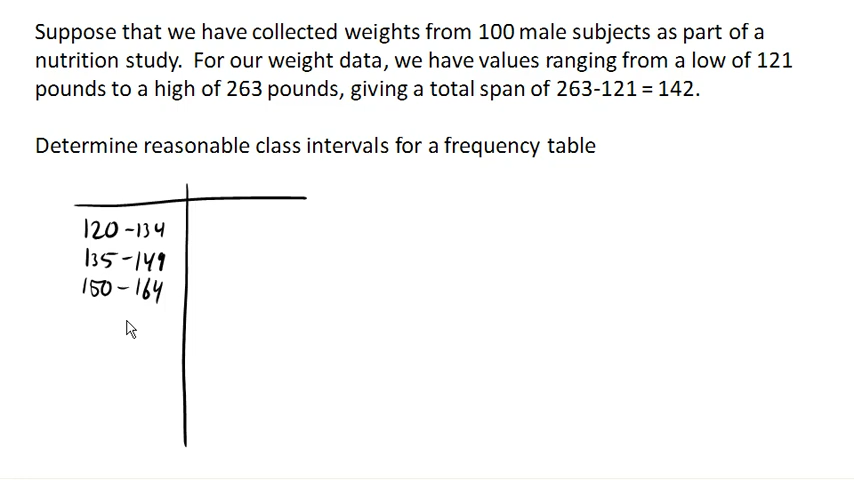 Suppose that we have collected weights from 100 male subjects as part of a
nutrition study. For our weight data, we have values ranging from a low of 121
pounds to a high of 263 pounds, giving a total span of 263-121 = 142.
Determine reasonable class intervals for a frequency table
120-134
135-149
150-164